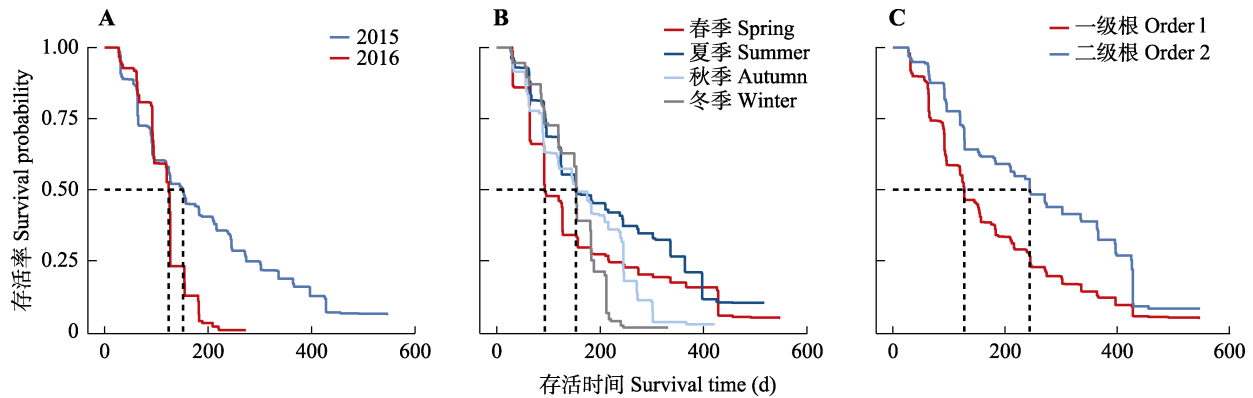 A
2015
2016
B
春季 Spring
夏季 Summer
秋季 Autumn
冬季 Winter
C
一级根 Order 1
二级根 Order 2
存活率 Survival probability
1.00
0.75
0.50
0.25
0
0 200 400 600
0 200 400 600
0 200 400 600
存活时间 Survival time (d)